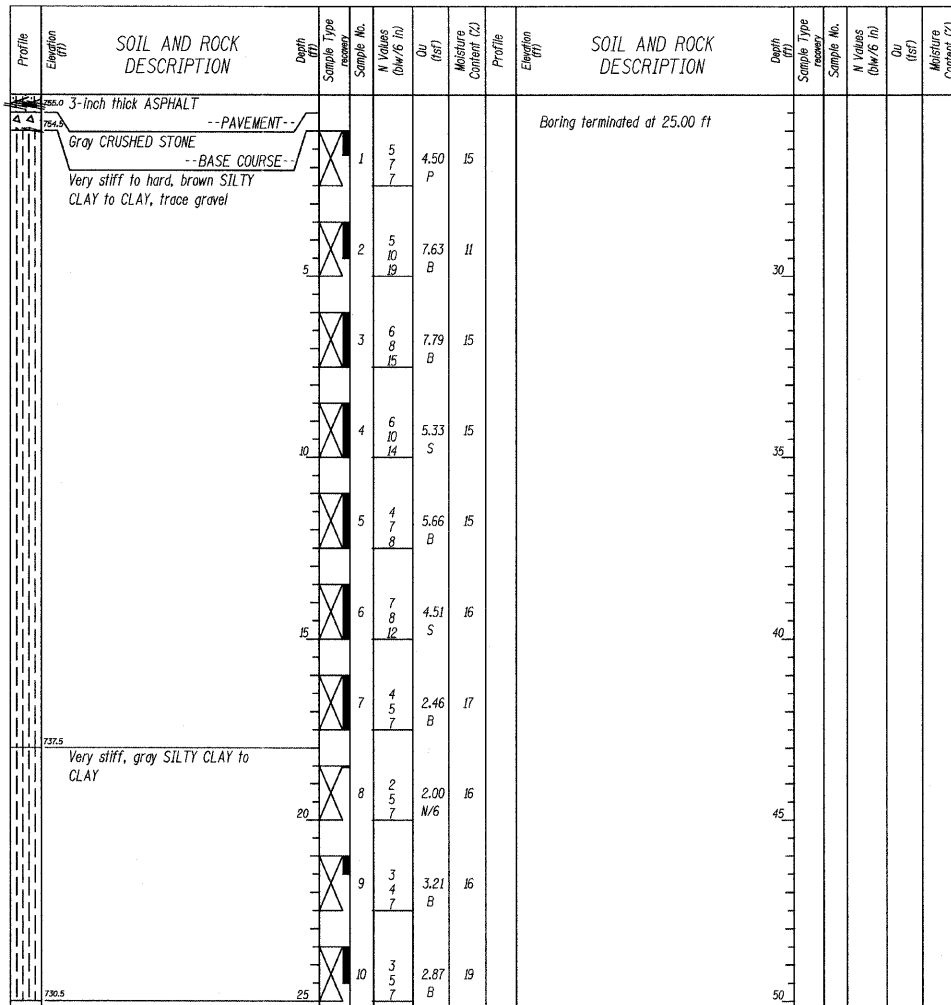 Profile
Elevation (ft)
SOIL AND ROCK
DESCRIPTION
Depth (ft)
Sample Type
recovery
Sample No.
N Values (blw/6 in)
Qu (tsf)
Moisture Content (%)
Profile
Elevation (ft)
SOIL AND ROCK
DESCRIPTION
Depth (ft)
Sample Type
recovery
Sample No.
N Values (blw/6 in)
Qu (tsf)
Moisture Content (%)
755.0 3-inch thick ASPHALT
--PAVEMENT--
754.5
Gray CRUSHED STONE
--BASE COURSE--
Very stiff to hard, brown SILTY
CLAY to CLAY, trace gravel
1 5 7 7 4.50 P 15
5
2 5 10 19 7.63 B 11
3 6 8 15 7.79 B 15
10
4 6 10 14 5.33 S 15
5 4 7 8 5.66 B 15
15
6 7 8 12 4.51 S 16
7 4 5 7 2.46 B 17
737.5
Very stiff, gray SILTY CLAY to
CLAY
20
8 2 5 7 2.00 N/6 16
9 3 4 7 3.21 B 16
730.5
25
10 3 5 7 2.87 B 19
Boring terminated at 25.00 ft
30
35
40
45
50